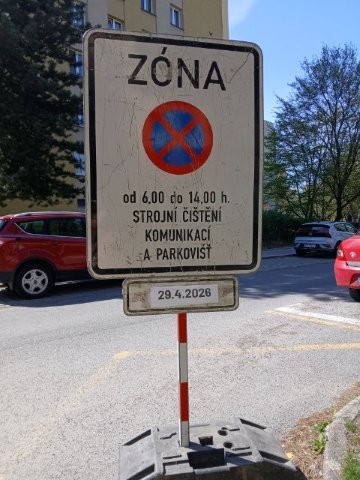 ZÓNA
od 6,00 do 14,00 h.
STROJNÍ ČIŠTĚNÍ
KOMUNIKACÍ
A PARKOVIŠŤ
29.4.2026